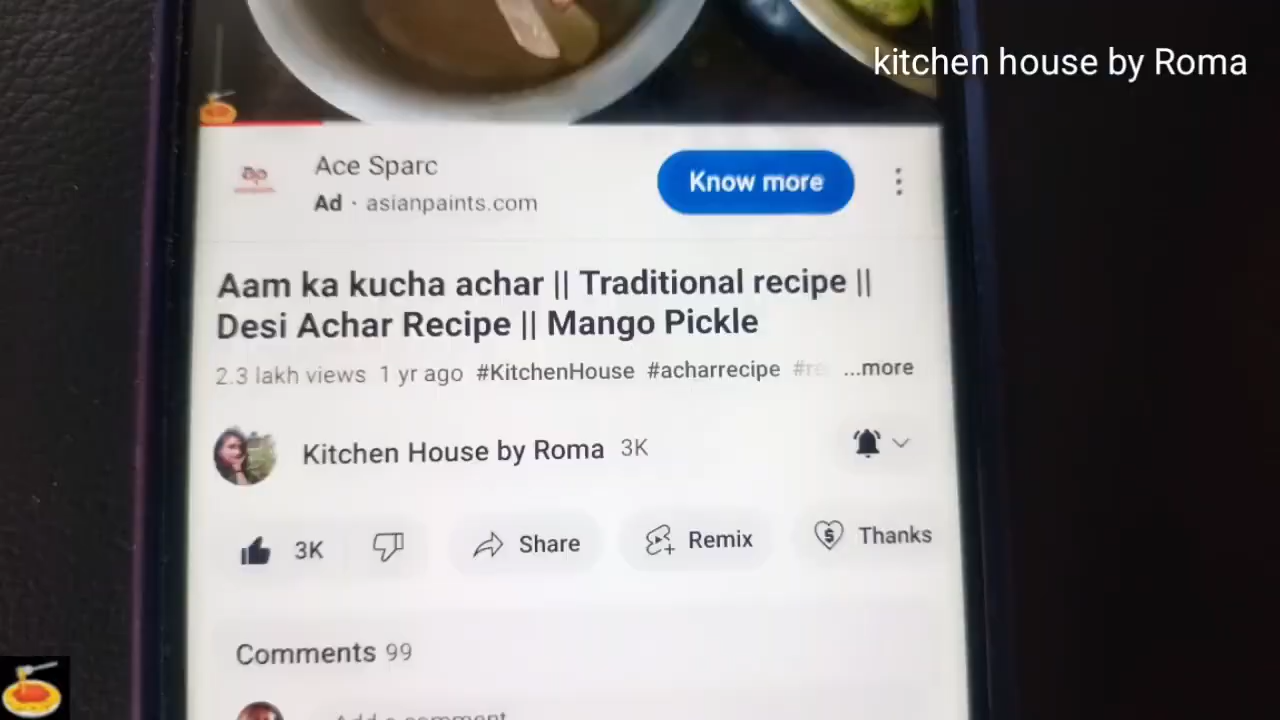 kitchen house by Roma
Ace Sparc
Know more
Ad · asianpaints.com
Aam ka kucha achar || Traditional recipe ||
Desi Achar Recipe || Mango Pickle
2.3 lakh views 1 yr ago #KitchenHouse #acharrecipe ...more
Kitchen House by Roma 3K
3K Share Remix Thanks
Comments 99
Add a comment